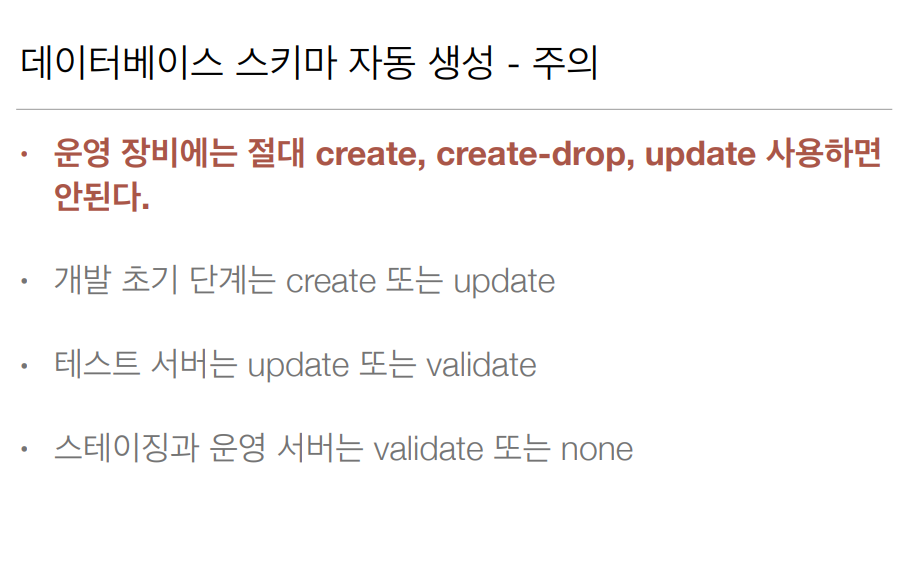 데이터베이스 스키마 자동 생성 - 주의
• 운영 장비에는 절대 create, create-drop, update 사용하면
안된다.
• 개발 초기 단계는 create 또는 update
• 테스트 서버는 update 또는 validate
• 스테이징과 운영 서버는 validate 또는 none